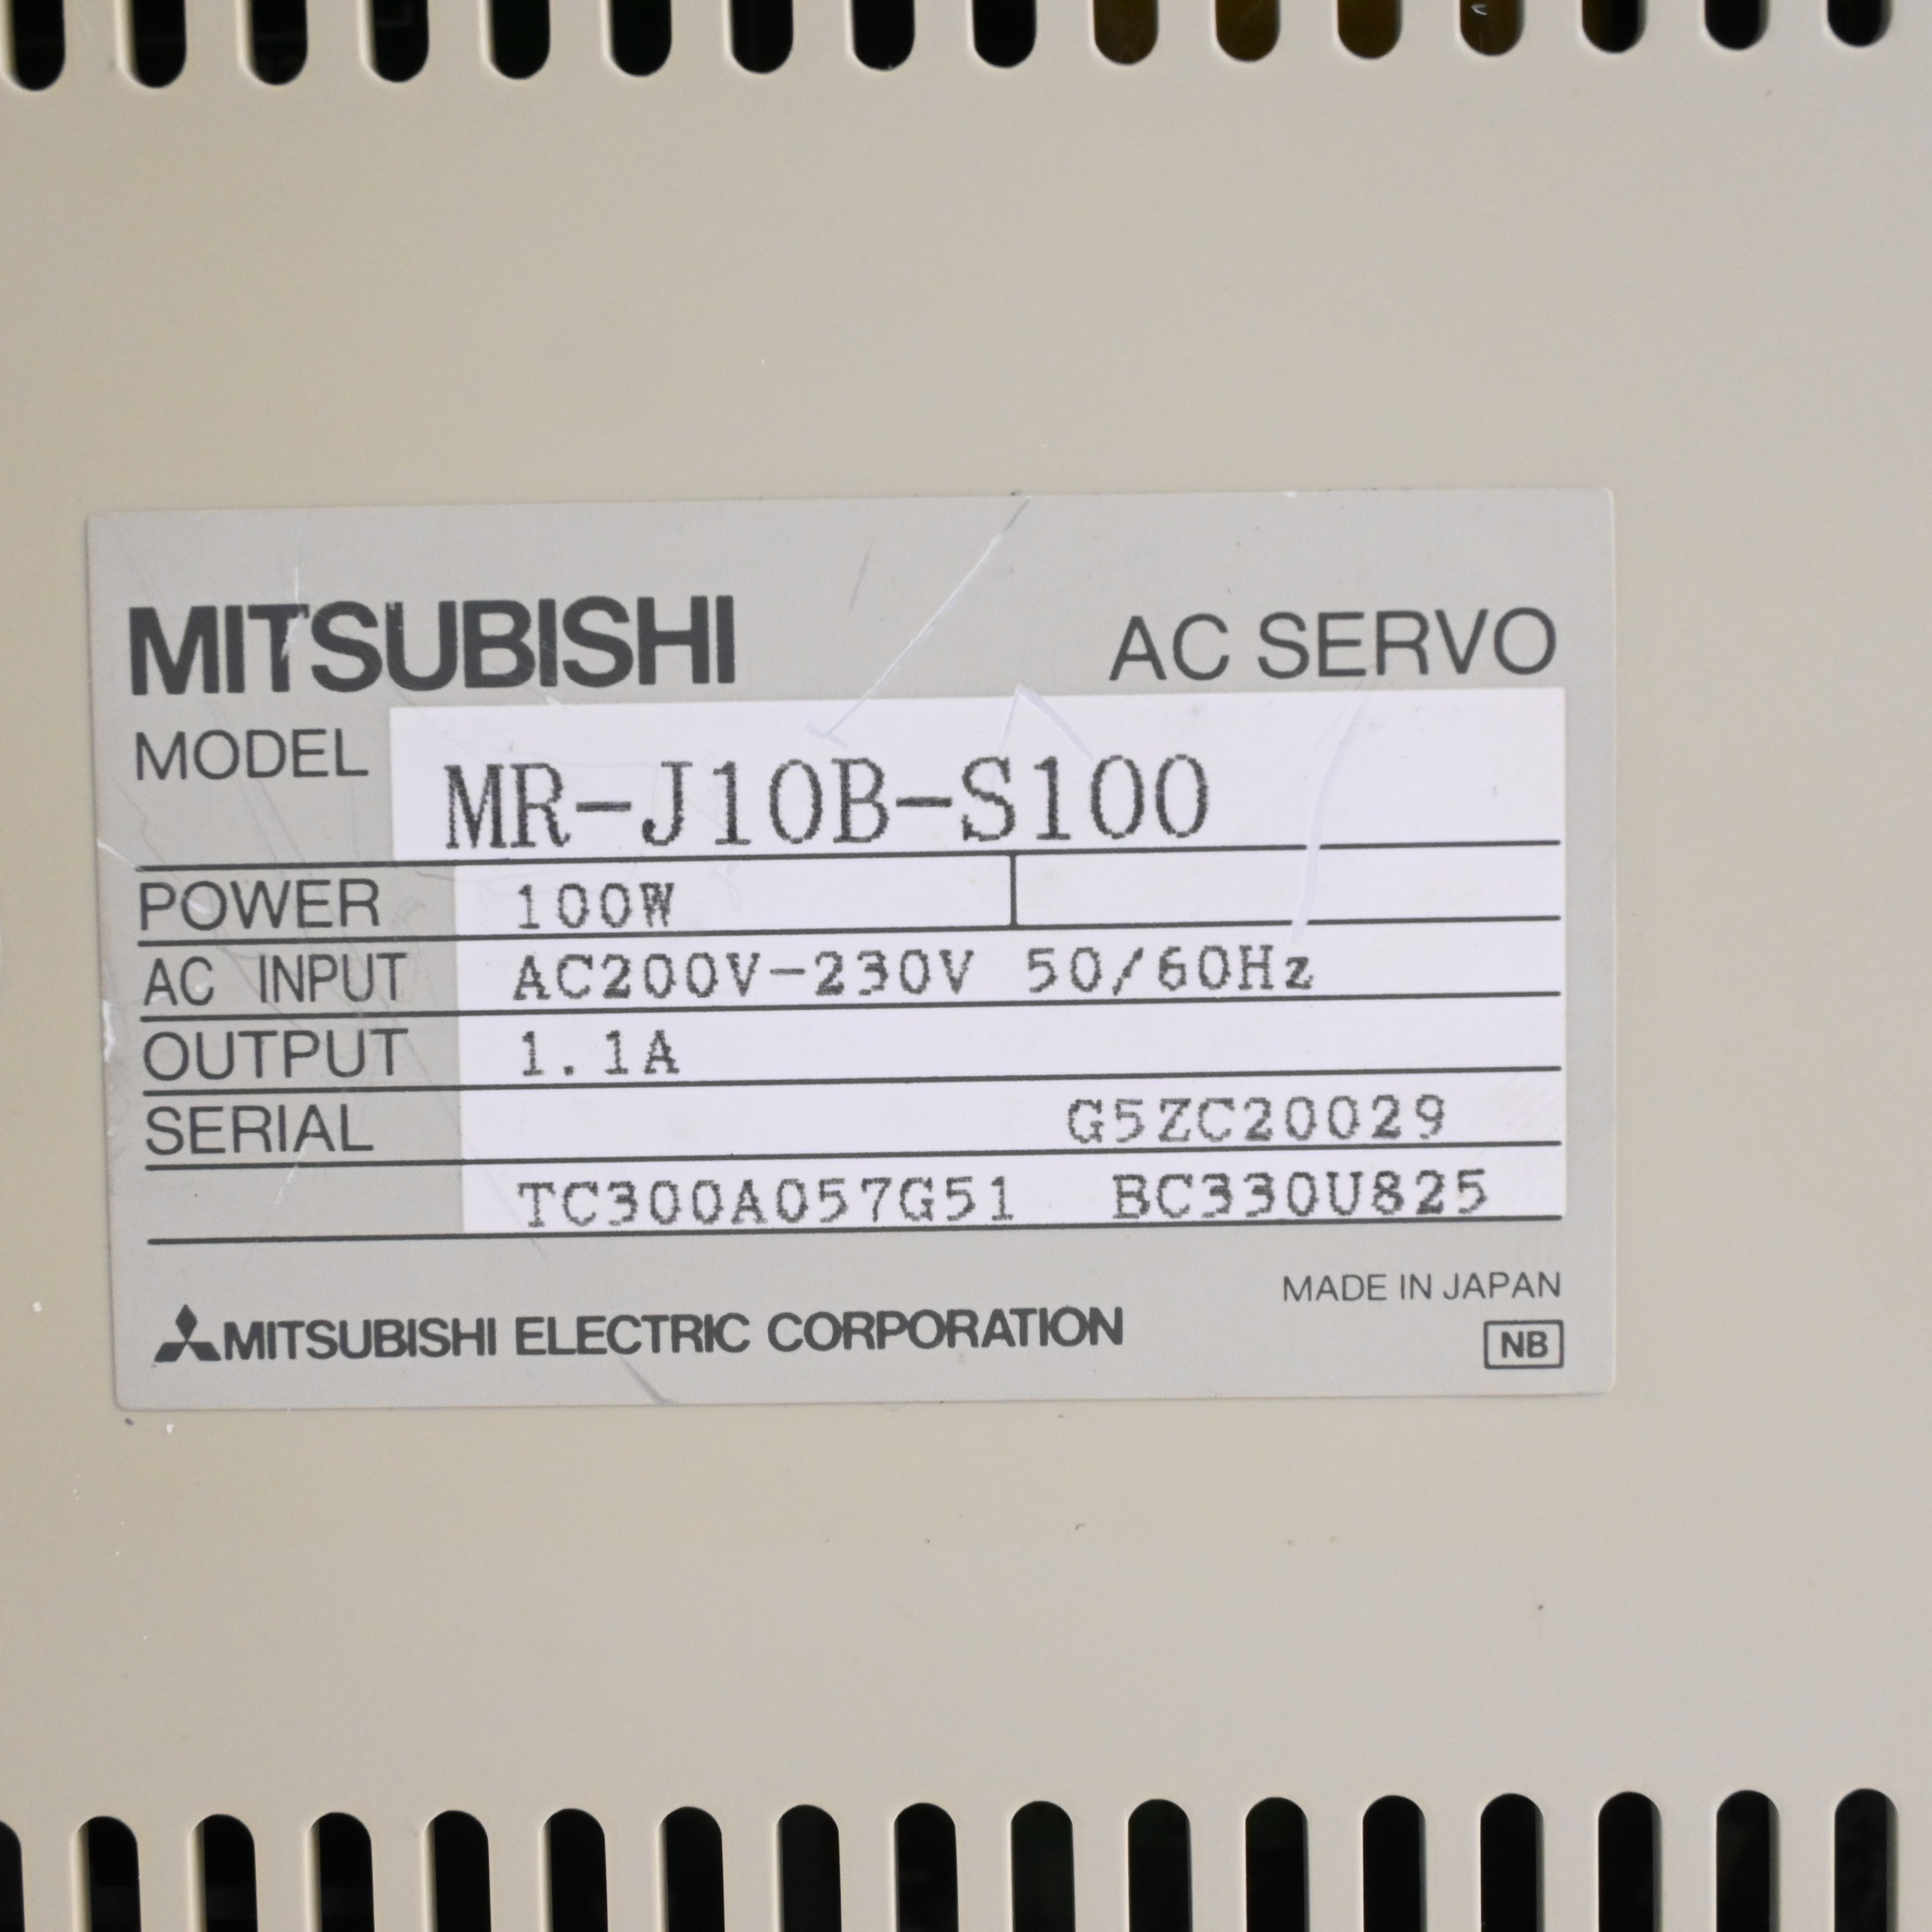 MITSUBISHI AC SERVO
MODEL MR-J10B-S100
POWER 100W
AC INPUT AC200V-230V 50/60Hz
OUTPUT 1.1A
SERIAL G5ZC20029
TC300A057G51 BC330U825
MADE IN JAPAN
MITSUBISHI ELECTRIC CORPORATION
NB